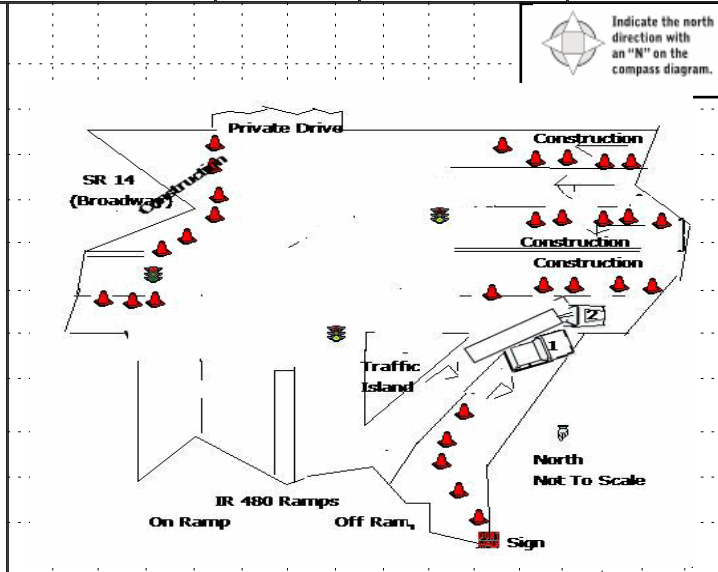 Indicate the north
direction with
an "N" on the
compass diagram.
Private Drive
Construction
SR 14
(Broadway)
Construction
Construction
Construction
2
1
Traffic
Island
North
Not To Scale
IR 480 Ramps
On Ramp
Off Ram,
Sign